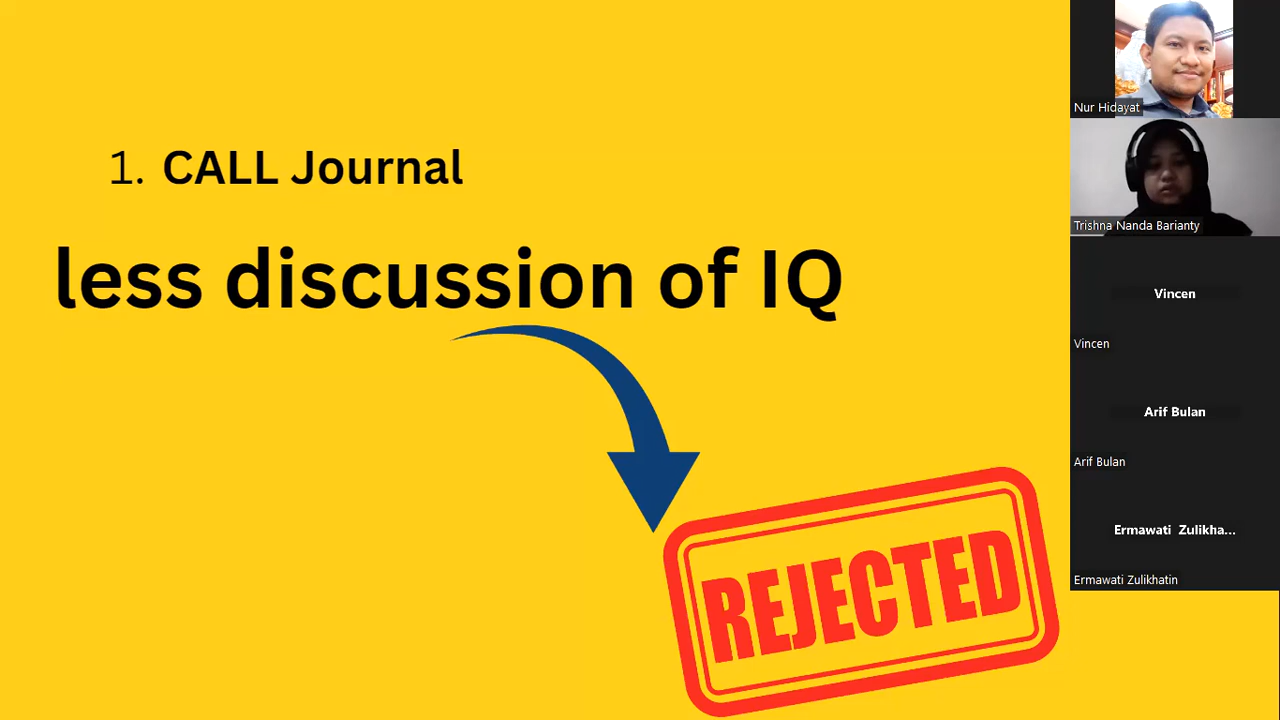 1. CALL Journal
less discussion of IQ
REJECTED
Nur Hidayat
Trishna Nanda Barianty
Vincen
Vincen
Arif Bulan
Arif Bulan
Ermawati Zulikha...
Ermawati Zulikhatin